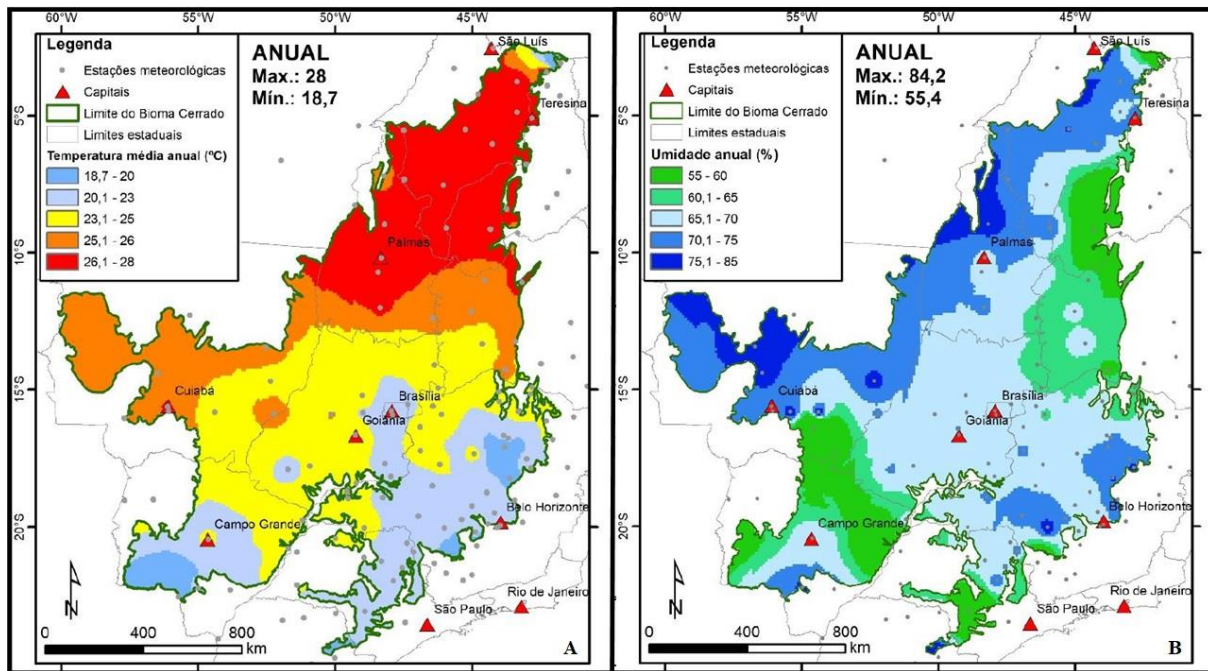 60°W 55°W 50°W 45°W
Legenda
Estações meteorológicas
Capitais
Limite do Bioma Cerrado
Limites estaduais
Temperatura média anual (ºC)
18,7 - 20
20,1 - 23
23,1 - 25
25,1 - 26
26,1 - 28
ANUAL
Max.: 28
Mín.: 18,7
São Luís
Teresina
Palmas
Cuiabá
Brasília
Goiânia
Campo Grande
Belo Horizonte
Rio de Janeiro
São Paulo
5°S
10°S
15°S
20°S
N
0 400 800
km
A
60°W 55°W 50°W 45°W
Legenda
Estações meteorológicas
Capitais
Limite do Bioma Cerrado
Limites estaduais
Umidade anual (%)
55 - 60
60,1 - 65
65,1 - 70
70,1 - 75
75,1 - 85
ANUAL
Max.: 84,2
Mín.: 55,4
São Luís
Teresina
Palmas
Cuiabá
Brasília
Goiânia
Campo Grande
Belo Horizonte
Rio de Janeiro
São Paulo
5°S
10°S
15°S
20°S
N
0 400 800
km
B